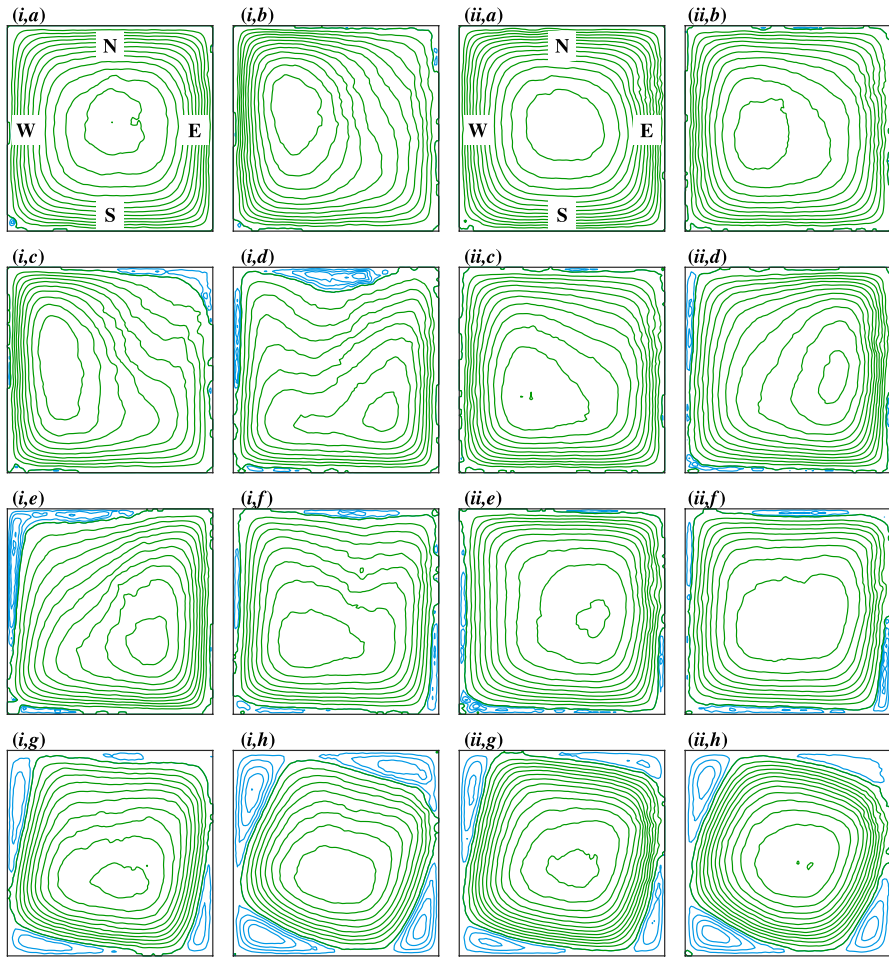 (i,a) (i,b) (ii,a) (ii,b)
N N
W E W E
S S
(i,c) (i,d) (ii,c) (ii,d)
(i,e) (i,f) (ii,e) (ii,f)
(i,g) (i,h) (ii,g) (ii,h)